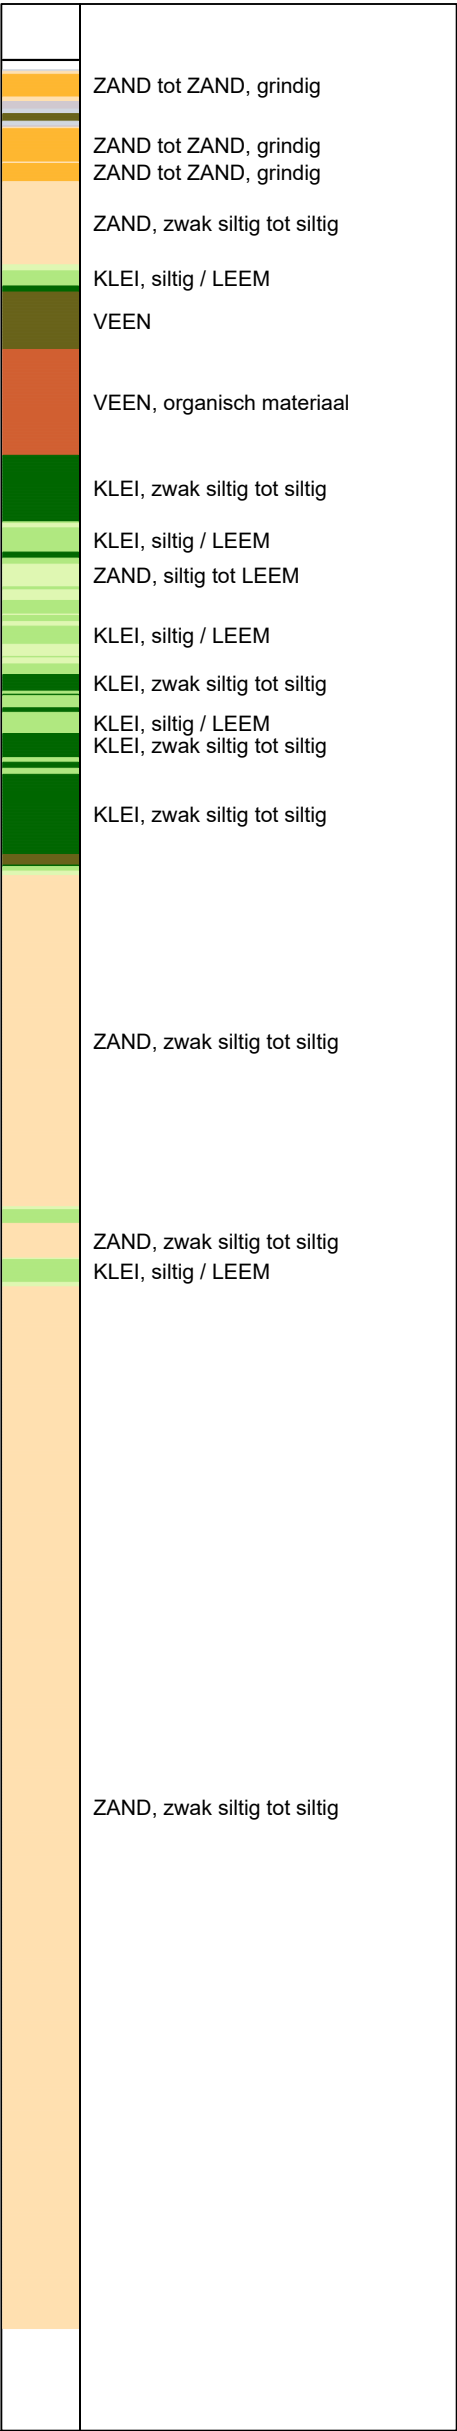 ZAND tot ZAND, grindig
ZAND tot ZAND, grindig
ZAND tot ZAND, grindig
ZAND, zwak siltig tot siltig
KLEI, siltig / LEEM
VEEN
VEEN, organisch materiaal
KLEI, zwak siltig tot siltig
KLEI, siltig / LEEM
ZAND, siltig tot LEEM
KLEI, siltig / LEEM
KLEI, zwak siltig tot siltig
KLEI, siltig / LEEM
KLEI, zwak siltig tot siltig
KLEI, zwak siltig tot siltig
ZAND, zwak siltig tot siltig
ZAND, zwak siltig tot siltig
KLEI, siltig / LEEM
ZAND, zwak siltig tot siltig